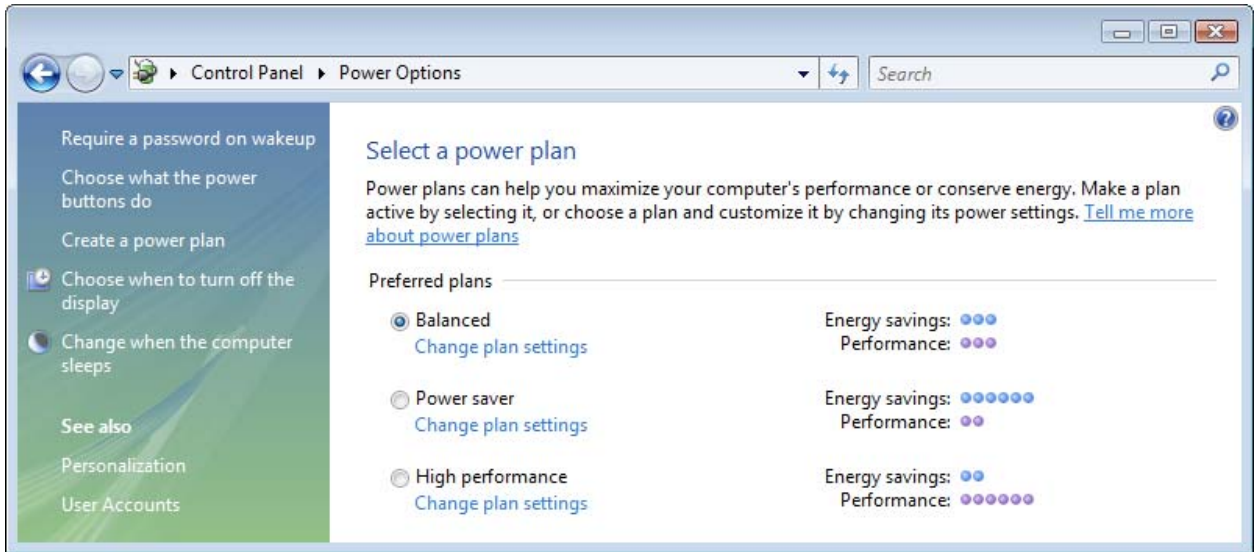 Control Panel Power Options
Search
Require a password on wakeup
Choose what the power
buttons do
Create a power plan
Choose when to turn off the
display
Change when the computer
sleeps
See also
Personalization
User Accounts
Select a power plan
Power plans can help you maximize your computer's performance or conserve energy. Make a plan
active by selecting it, or choose a plan and customize it by changing its power settings. Tell me more
about power plans
Preferred plans
Balanced
Energy savings:
Change plan settings
Performance:
Power saver
Energy savings:
Change plan settings
Performance:
High performance
Energy savings:
Change plan settings
Performance: